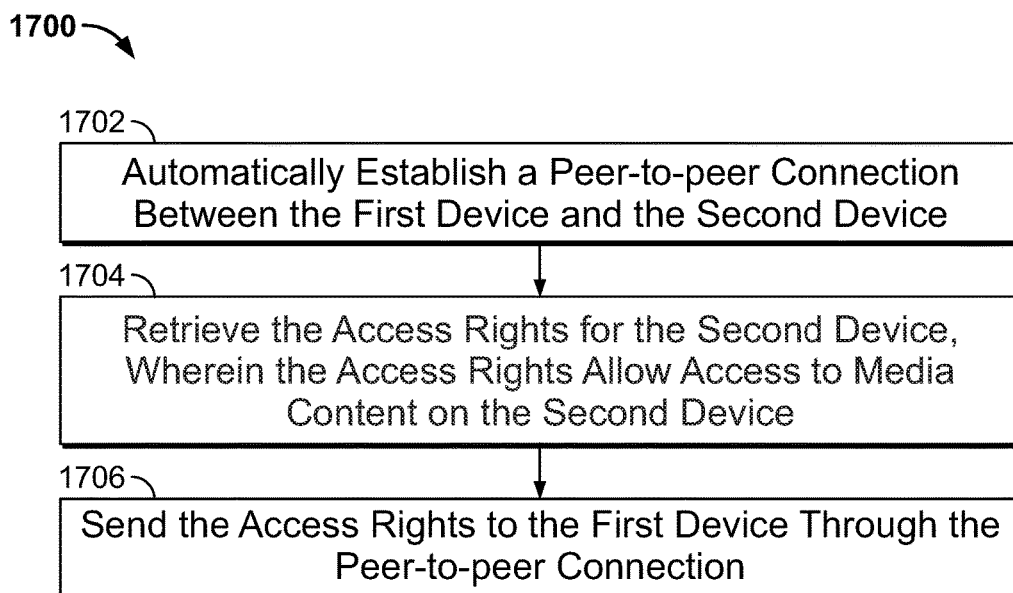 1700
1702
Automatically Establish a Peer-to-peer Connection
Between the First Device and the Second Device
1704
Retrieve the Access Rights for the Second Device,
Wherein the Access Rights Allow Access to Media
Content on the Second Device
1706
Send the Access Rights to the First Device Through the
Peer-to-peer Connection